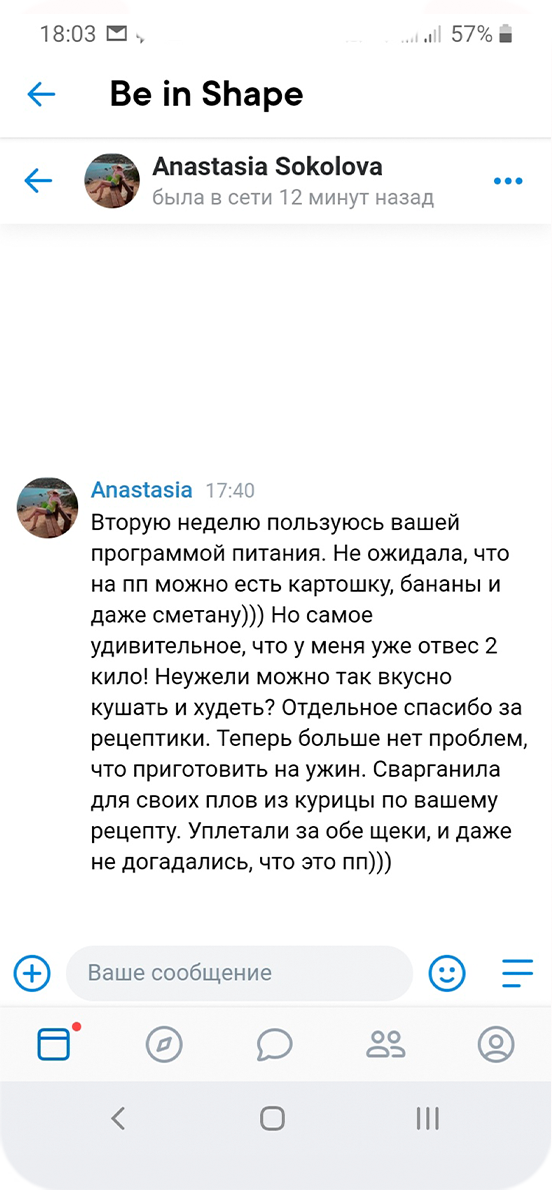 18:03
57%
Be in Shape
Anastasia Sokolova
была в сети 12 минут назад
Anastasia 17:40
Вторую неделю пользуюсь вашей
программой питания. Не ожидала, что
на пп можно есть картошку, бананы и
даже сметану))) Но самое
удивительное, что у меня уже отвес 2
кило! Неужели можно так вкусно
кушать и худеть? Отдельное спасибо за
рецептики. Теперь больше нет проблем,
что приготовить на ужин. Сварганила
для своих плов из курицы по вашему
рецепту. Уплетали за обе щеки, и даже
не догадались, что это пп)))
Ваше сообщение